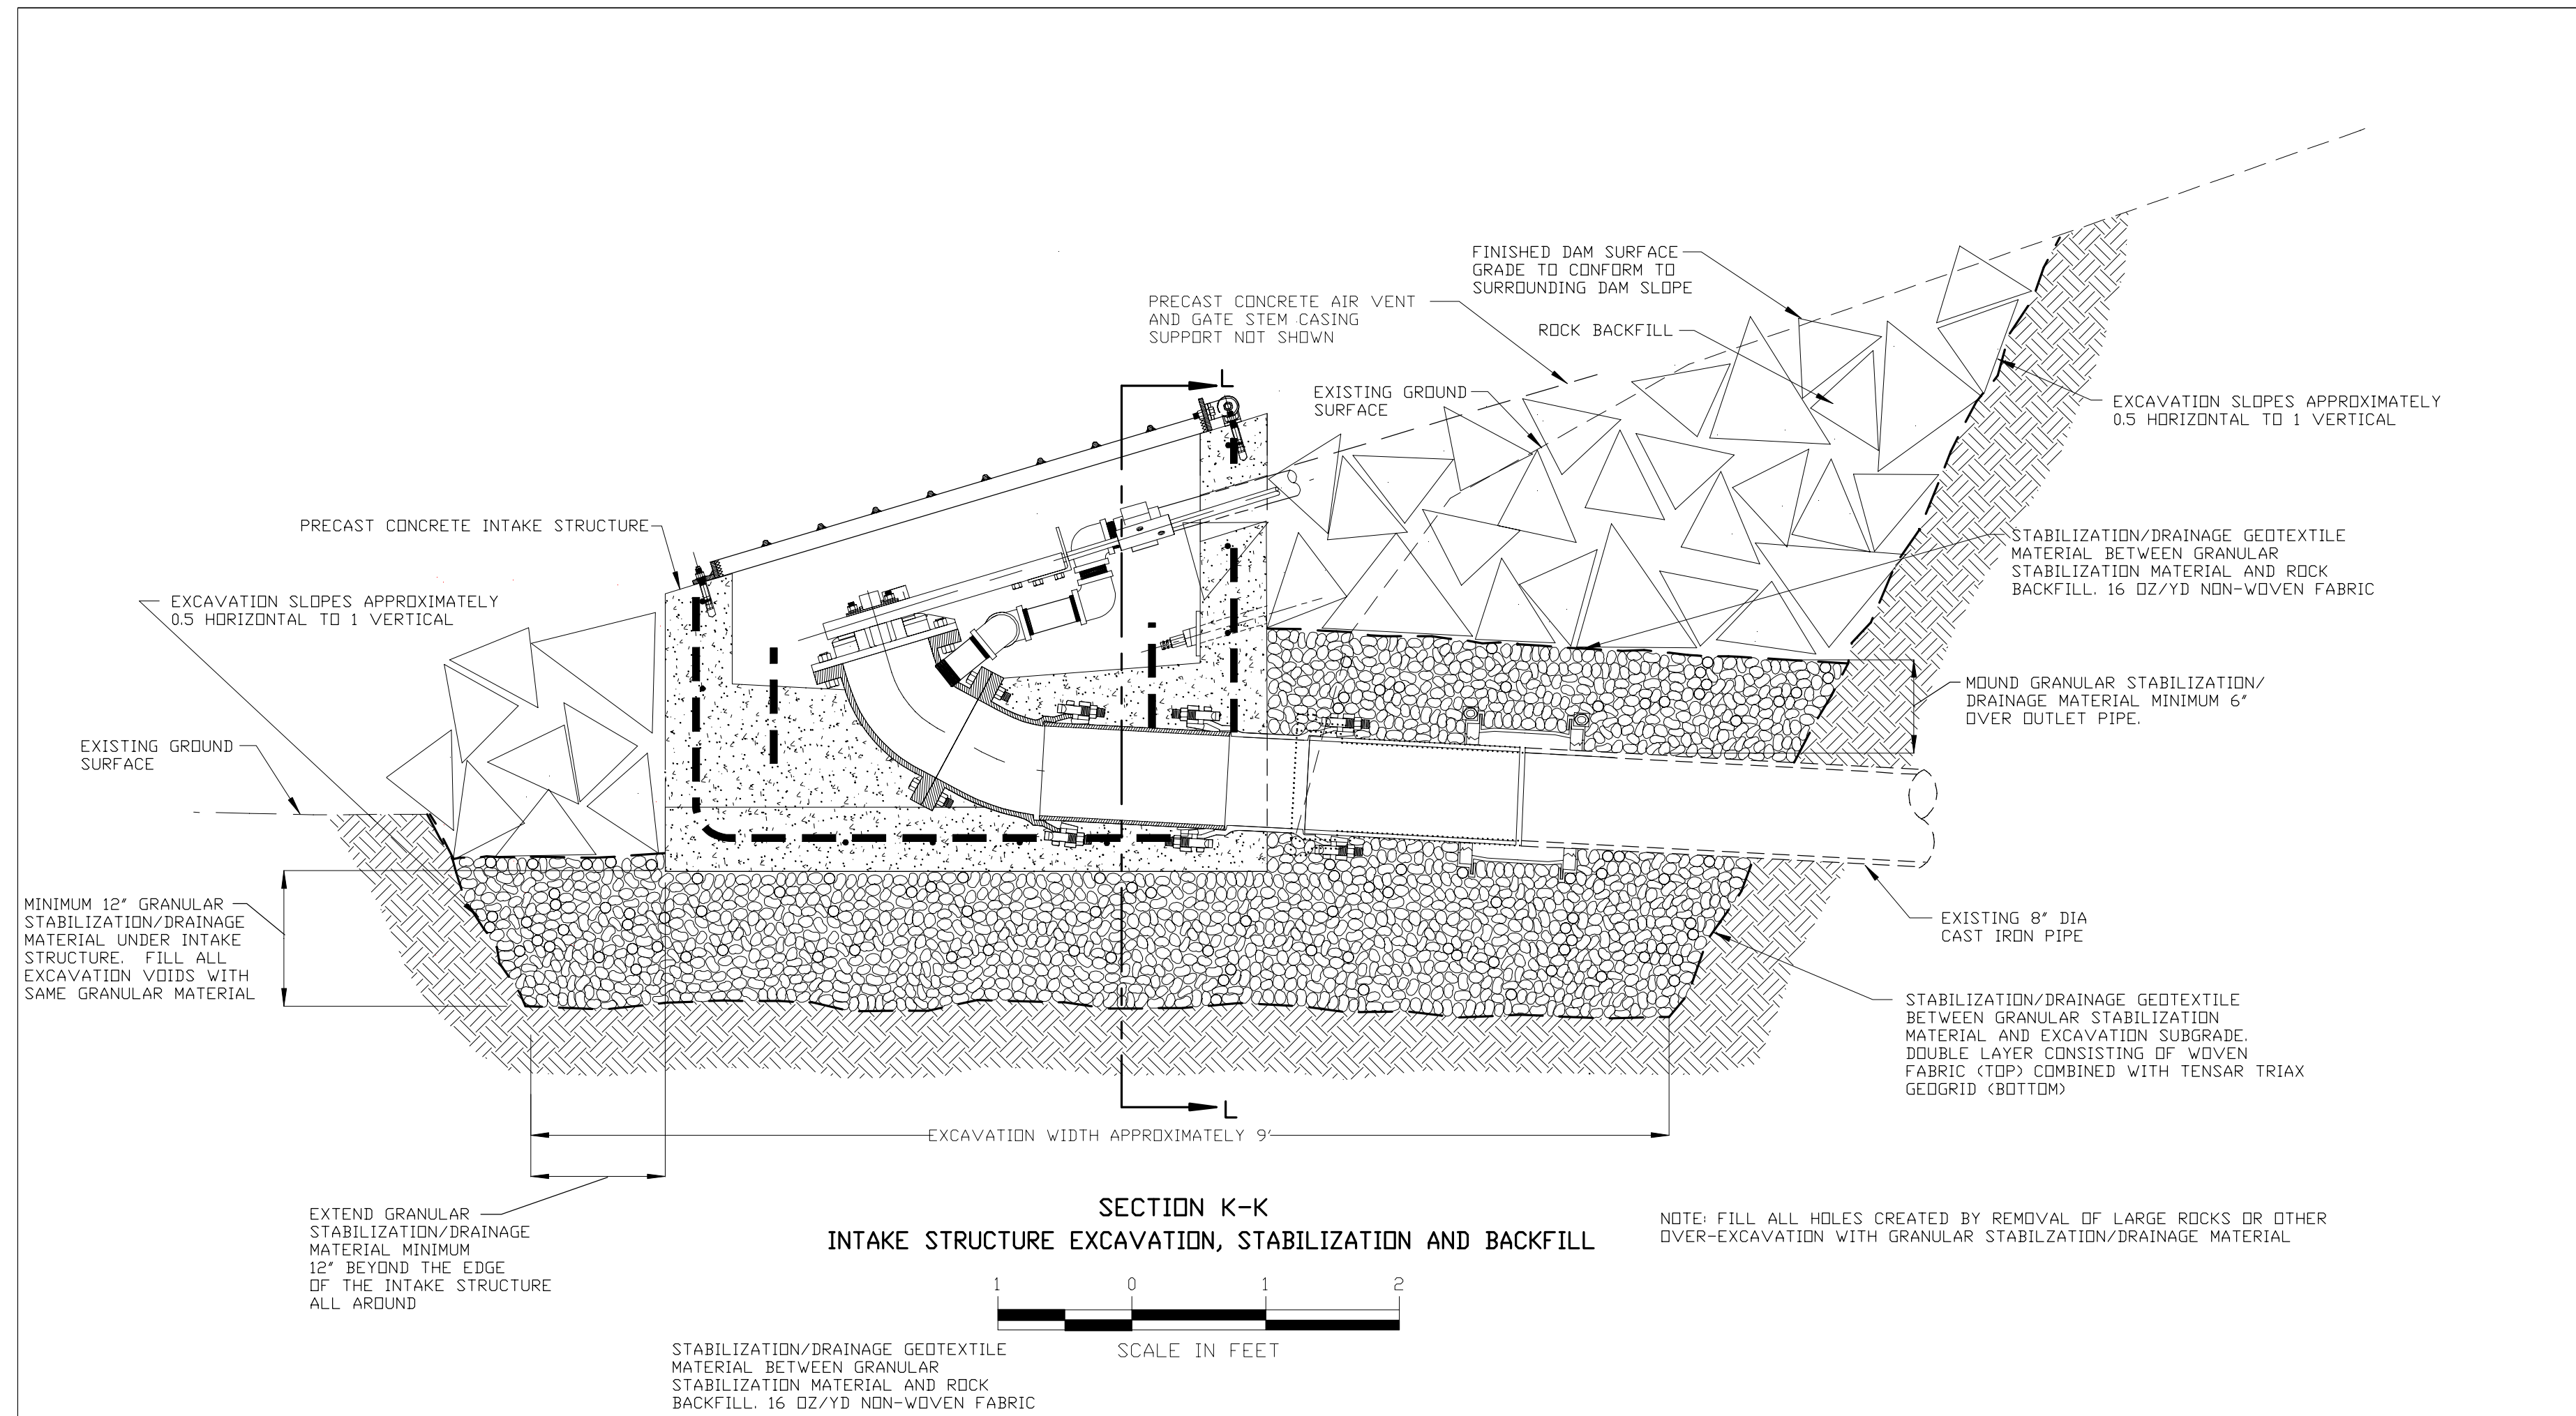 FINISHED DAM SURFACE
GRADE TO CONFORM TO
SURROUNDING DAM SLOPE
PRECAST CONCRETE AIR VENT
AND GATE STEM CASING
SUPPORT NOT SHOWN
ROCK BACKFILL
L
EXISTING GROUND
SURFACE
EXCAVATION SLOPES APPROXIMATELY
0.5 HORIZONTAL TO 1 VERTICAL
PRECAST CONCRETE INTAKE STRUCTURE
STABILIZATION/DRAINAGE GEOTEXTILE
MATERIAL BETWEEN GRANULAR
STABILIZATION MATERIAL AND ROCK
BACKFILL. 16 OZ/YD NON-WOVEN FABRIC
EXCAVATION SLOPES APPROXIMATELY
0.5 HORIZONTAL TO 1 VERTICAL
MOUND GRANULAR STABILIZATION/
DRAINAGE MATERIAL MINIMUM 6"
OVER OUTLET PIPE.
EXISTING GROUND
SURFACE
MINIMUM 12" GRANULAR
STABILIZATION/DRAINAGE
MATERIAL UNDER INTAKE
STRUCTURE.  FILL ALL
EXCAVATION VOIDS WITH
SAME GRANULAR MATERIAL
EXISTING 8" DIA
CAST IRON PIPE
STABILIZATION/DRAINAGE GEOTEXTILE
BETWEEN GRANULAR STABILIZATION
MATERIAL AND EXCAVATION SUBGRADE.
DOUBLE LAYER CONSISTING OF WOVEN
FABRIC (TOP) COMBINED WITH TENSAR TRIAX
GEOGRID (BOTTOM)
L
EXCAVATION WIDTH APPROXIMATELY 9'
EXTEND GRANULAR
STABILIZATION/DRAINAGE
MATERIAL MINIMUM
12" BEYOND THE EDGE
OF THE INTAKE STRUCTURE
ALL AROUND
SECTION K-K
INTAKE STRUCTURE EXCAVATION, STABILIZATION AND BACKFILL
NOTE: FILL ALL HOLES CREATED BY REMOVAL OF LARGE ROCKS OR OTHER
OVER-EXCAVATION WITH GRANULAR STABILZATION/DRAINAGE MATERIAL
1 0 1 2
SCALE IN FEET
STABILIZATION/DRAINAGE GEOTEXTILE
MATERIAL BETWEEN GRANULAR
STABILIZATION MATERIAL AND ROCK
BACKFILL. 16 OZ/YD NON-WOVEN FABRIC